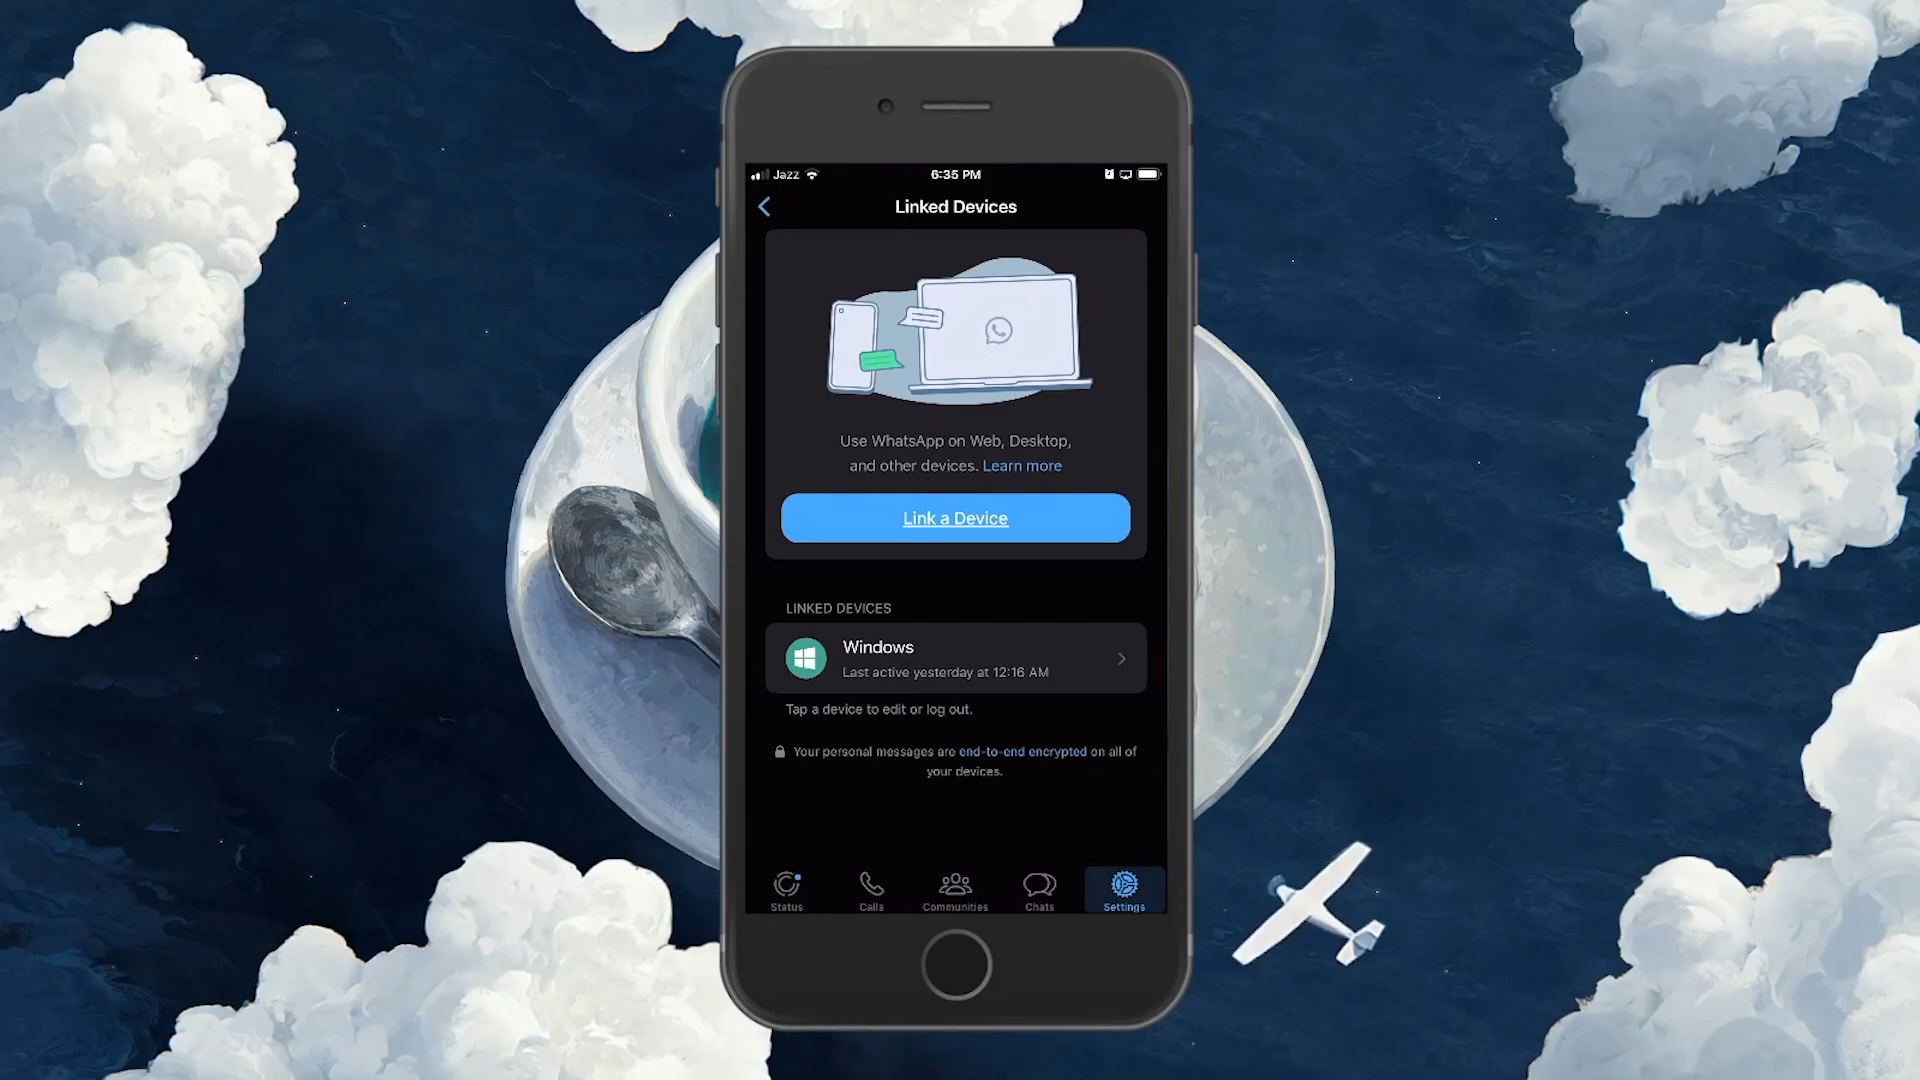 Jazz 6:35 PM
Linked Devices
Use WhatsApp on Web, Desktop,
and other devices. Learn more
Link a Device
LINKED DEVICES
Windows
Last active yesterday at 12:16 AM
Tap a device to edit or log out.
Your personal messages are end-to-end encrypted on all of
your devices.
Status Calls Communities Chats Settings